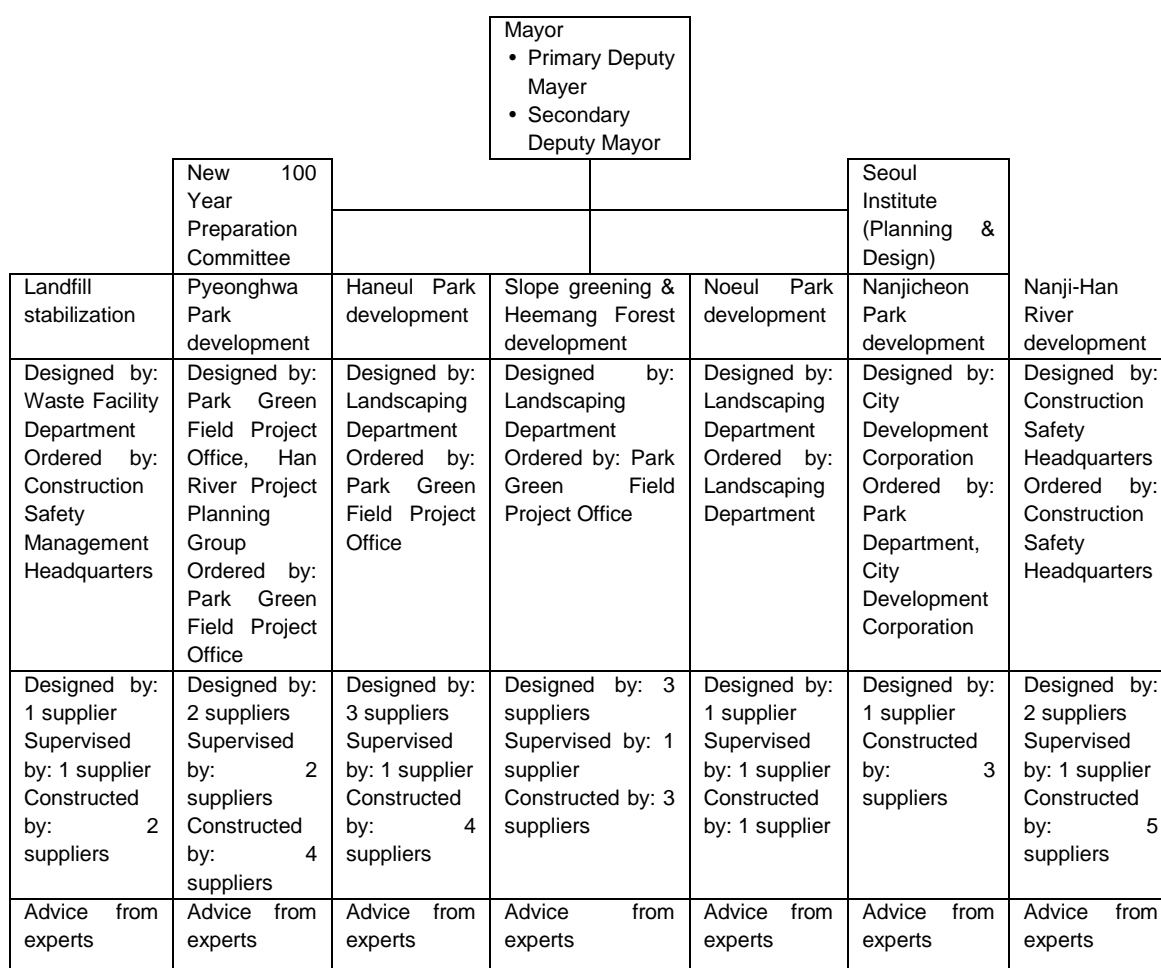 Mayor
• Primary Deputy
Mayer
• Secondary
Deputy Mayor
New 100
Year
Preparation
Committee
Seoul
Institute
(Planning &
Design)
Landfill
stabilization
Pyeonghwa
Park
development
Haneul Park
development
Slope greening &
Heemang Forest
development
Noeul Park
development
Nanjicheon
Park
development
Nanji-Han
River
development
Designed by:
Waste Facility
Department
Ordered by:
Construction
Safety
Management
Headquarters
Designed by:
Park Green
Field Project
Office, Han
River Project
Planning
Group
Ordered by:
Park Green
Field Project
Office
Designed by:
Landscaping
Department
Ordered by:
Park Green
Field Project
Office
Designed by:
Landscaping
Department
Ordered by: Park
Green Field
Project Office
Designed by:
Landscaping
Department
Ordered by:
Landscaping
Department
Designed by:
City
Development
Corporation
Ordered by:
Park
Department,
City
Development
Corporation
Designed by:
Construction
Safety
Headquarters
Ordered by:
Construction
Safety
Headquarters
Designed by:
1 supplier
Supervised
by: 1 supplier
Constructed
by: 2
suppliers
Designed by:
2 suppliers
Supervised
by: 2
suppliers
Constructed
by: 4
suppliers
Designed by:
3 suppliers
Supervised
by: 1 supplier
Constructed
by: 4
suppliers
Designed by: 3
suppliers
Supervised by: 1
supplier
Constructed by: 3
suppliers
Designed by:
1 supplier
Supervised
by: 1 supplier
Constructed
by: 1 supplier
Designed by:
1 supplier
Constructed
by: 3
suppliers
Designed by:
2 suppliers
Supervised
by: 1 supplier
Constructed
by: 5
suppliers
Advice from
experts
Advice from
experts
Advice from
experts
Advice from
experts
Advice from
experts
Advice from
experts
Advice from
experts